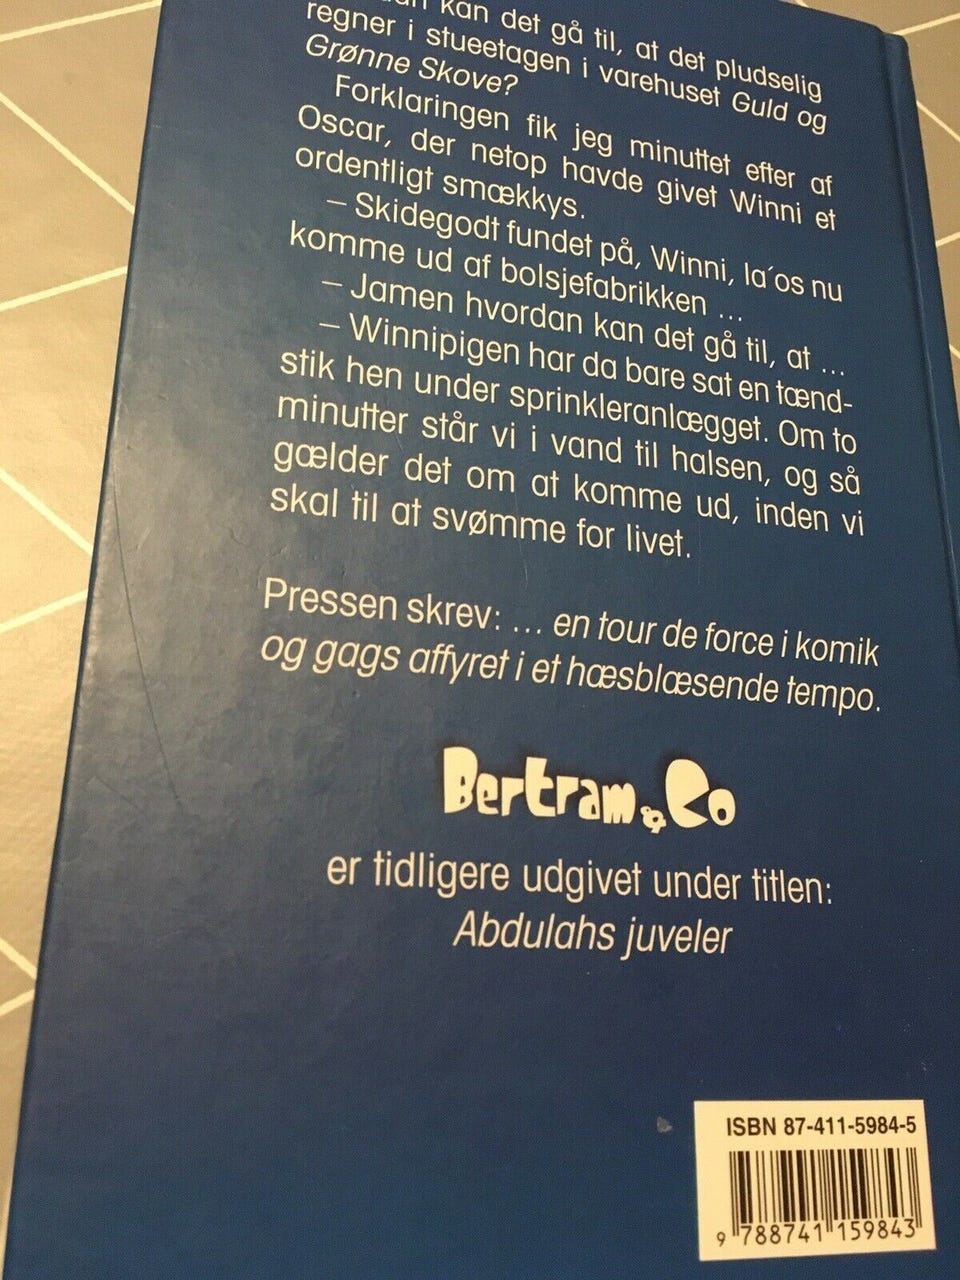 kan det gå til, at det pludselig
regner i stueetagen i varehuset Guld og
Grønne Skove?
Forklaringen fik jeg minuttet efter af
Oscar, der netop havde givet Winni et
ordentligt smækkys.
– Skidegodt fundet på, Winni, la´os nu
komme ud af bolsjefabrikken ...
– Jamen hvordan kan det gå til, at ...
– Winnipigen har da bare sat en tænd-
stik hen under sprinkleranlægget. Om to
minutter står vi i vand til halsen, og så
gælder det om at komme ud, inden vi
skal til at svømme for livet.
Pressen skrev: ... en tour de force i komik
og gags affyret i et hæsblæsende tempo.
Bertram & Co
er tidligere udgivet under titlen:
Abdulahs juveler
ISBN 87-411-5984-5
9 788741 159843